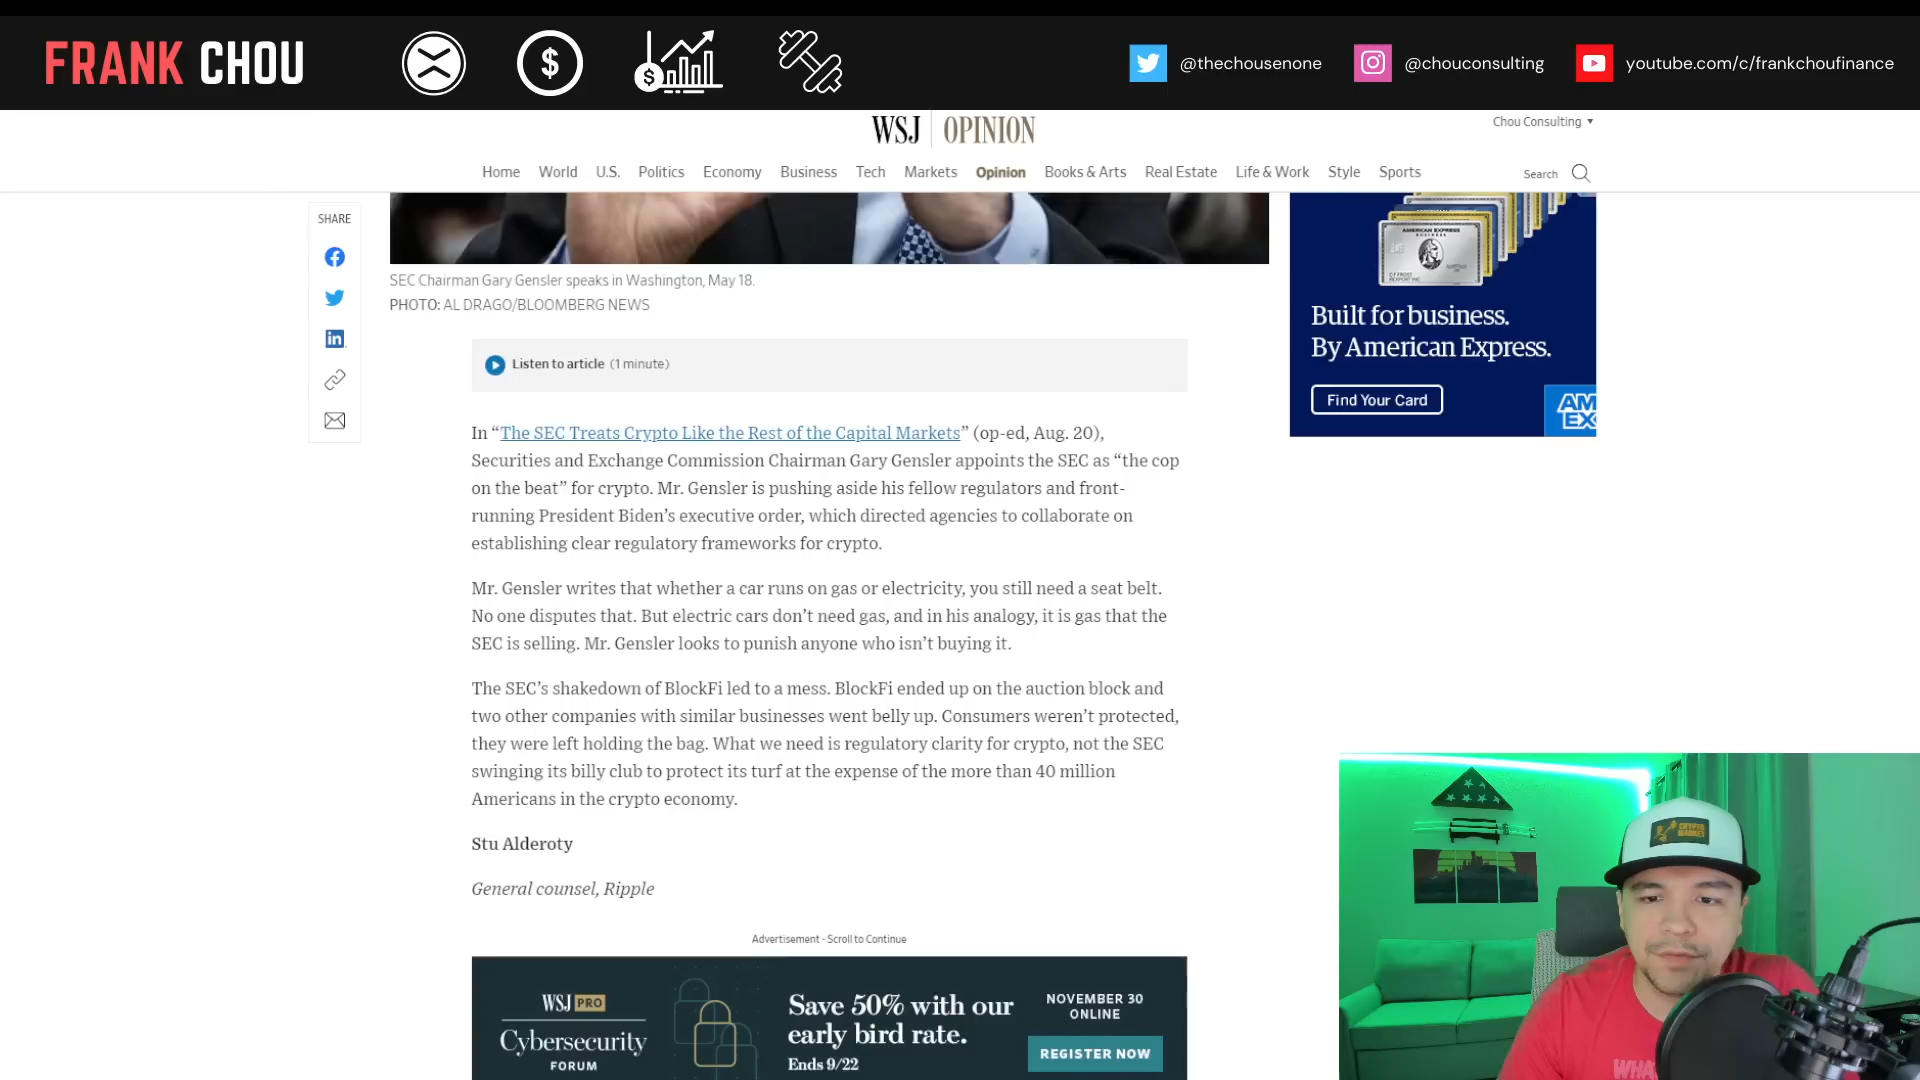 FRANK CHOU
@thechousenone
@chouconsulting
youtube.com/c/frankchoufinance
WSJ OPINION
Chou Consulting
Home World U.S. Politics Economy Business Tech Markets Opinion Books & Arts Real Estate Life & Work Style Sports
Search
SHARE
SEC Chairman Gary Gensler speaks in Washington, May 18.
PHOTO: AL DRAGO/BLOOMBERG NEWS
Listen to article (1 minute)
In “The SEC Treats Crypto Like the Rest of the Capital Markets” (op-ed, Aug. 20),
Securities and Exchange Commission Chairman Gary Gensler appoints the SEC as “the cop
on the beat” for crypto. Mr. Gensler is pushing aside his fellow regulators and front-
running President Biden’s executive order, which directed agencies to collaborate on
establishing clear regulatory frameworks for crypto.
Mr. Gensler writes that whether a car runs on gas or electricity, you still need a seat belt.
No one disputes that. But electric cars don’t need gas, and in his analogy, it is gas that the
SEC is selling. Mr. Gensler looks to punish anyone who isn’t buying it.
The SEC’s shakedown of BlockFi led to a mess. BlockFi ended up on the auction block and
two other companies with similar businesses went belly up. Consumers weren’t protected,
they were left holding the bag. What we need is regulatory clarity for crypto, not the SEC
swinging its billy club to protect its turf at the expense of the more than 40 million
Americans in the crypto economy.
Stu Alderoty
General counsel, Ripple
Advertisement - Scroll to Continue
WSJ PRO
Cybersecurity
FORUM
Save 50% with our
early bird rate.
Ends 9/22
NOVEMBER 30
ONLINE
REGISTER NOW
AMERICAN EXPRESS
Built for business.
By American Express.
Find Your Card
AM
EX
CRYPTO
MARKET